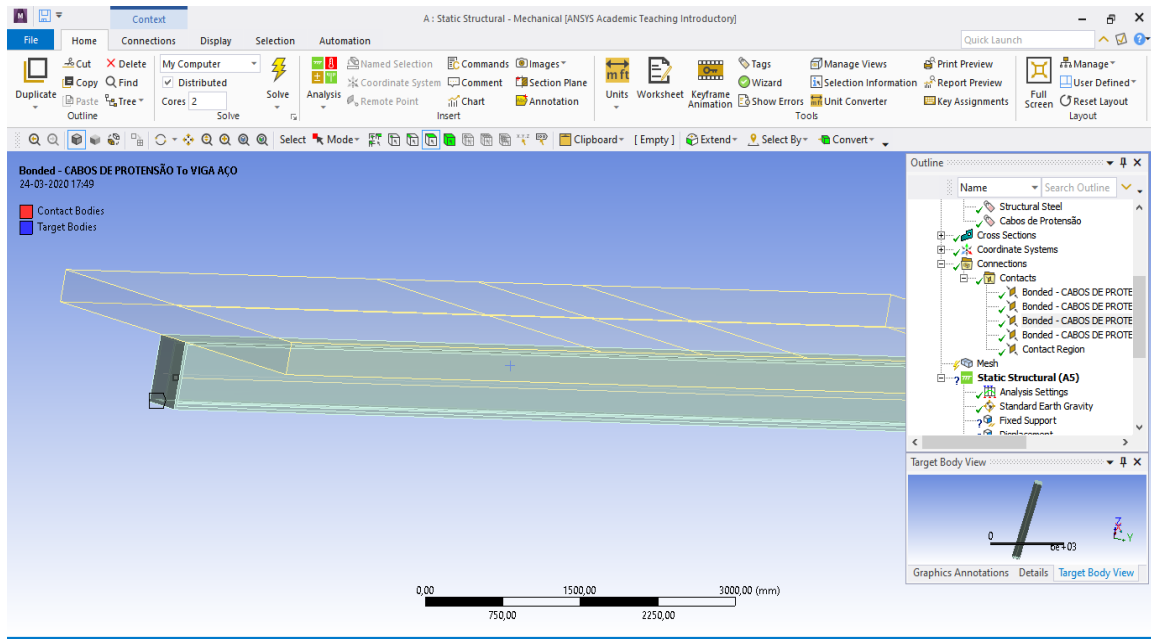 M
Context
A : Static Structural - Mechanical [ANSYS Academic Teaching Introductory]
File Home Connections Display Selection Automation Quick Launch
Duplicate Cut Copy Paste Delete Find Tree Outline
My Computer Distributed Cores 2 Solve Solve
Analysis Named Selection Coordinate System Remote Point Commands Comment Chart Images Section Plane Annotation Insert
Units Worksheet Keyframe Animation Tags Wizard Show Errors Manage Views Selection Information Unit Converter Print Preview Report Preview Key Assignments Tools
Full Screen Manage User Defined Reset Layout Layout
Select Mode Clipboard [ Empty ] Extend Select By Convert
Bonded - CABOS DE PROTENSÃO To VIGA AÇO
24-03-2020 17:49
Contact Bodies
Target Bodies
0,00 1500,00 3000,00 (mm)
750,00 2250,00
Outline
Name Search Outline
Structural Steel
Cabos de Protensão
Cross Sections
Coordinate Systems
Connections
Contacts
Bonded - CABOS DE PROTE
Bonded - CABOS DE PROTE
Bonded - CABOS DE PROTE
Bonded - CABOS DE PROTE
Contact Region
Mesh
Static Structural (A5)
Analysis Settings
Standard Earth Gravity
Fixed Support
Displacement
Target Body View
0
6e+03
Z
Y
Graphics Annotations Details Target Body View